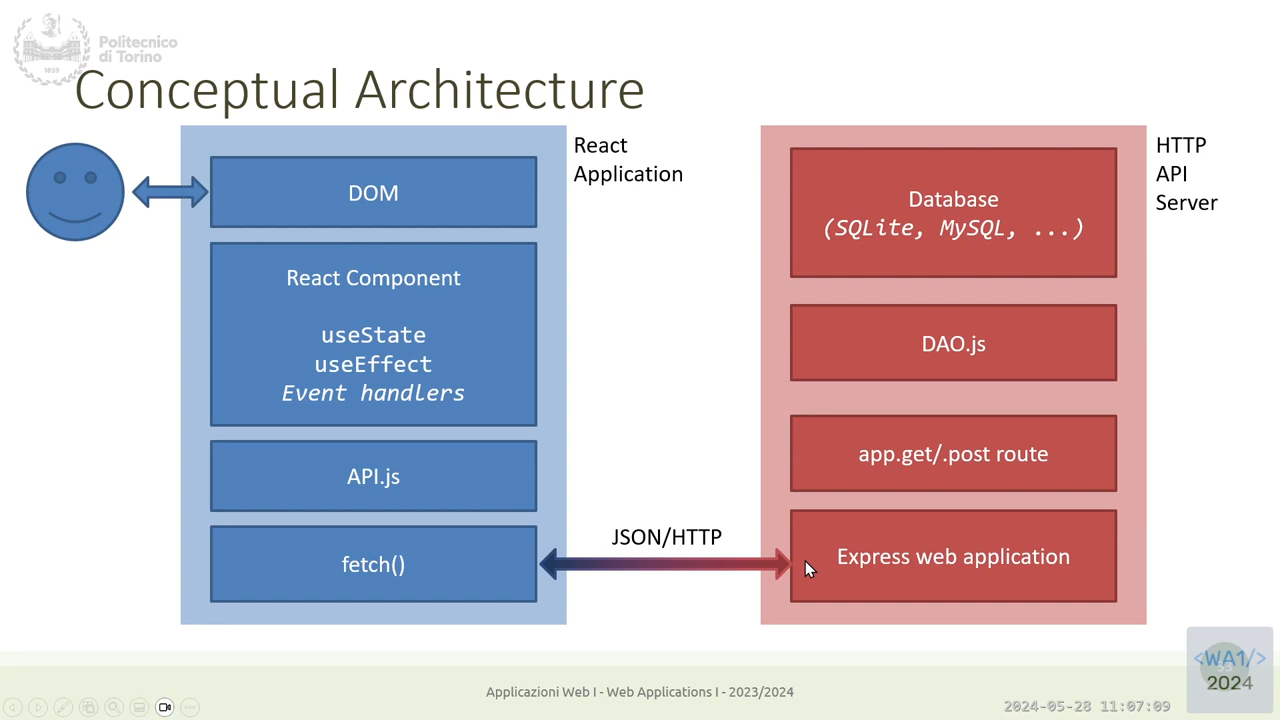 Politecnico
di Torino
1859
Conceptual Architecture
React
Application
DOM
React Component
useState
useEffect
Event handlers
API.js
fetch()
JSON/HTTP
HTTP
API
Server
Database
(SQLite, MySQL, ...)
DAO.js
app.get/.post route
Express web application
Applicazioni Web I - Web Applications I - 2023/2024
2024-05-28 11:07:09
<WA1/>
2024